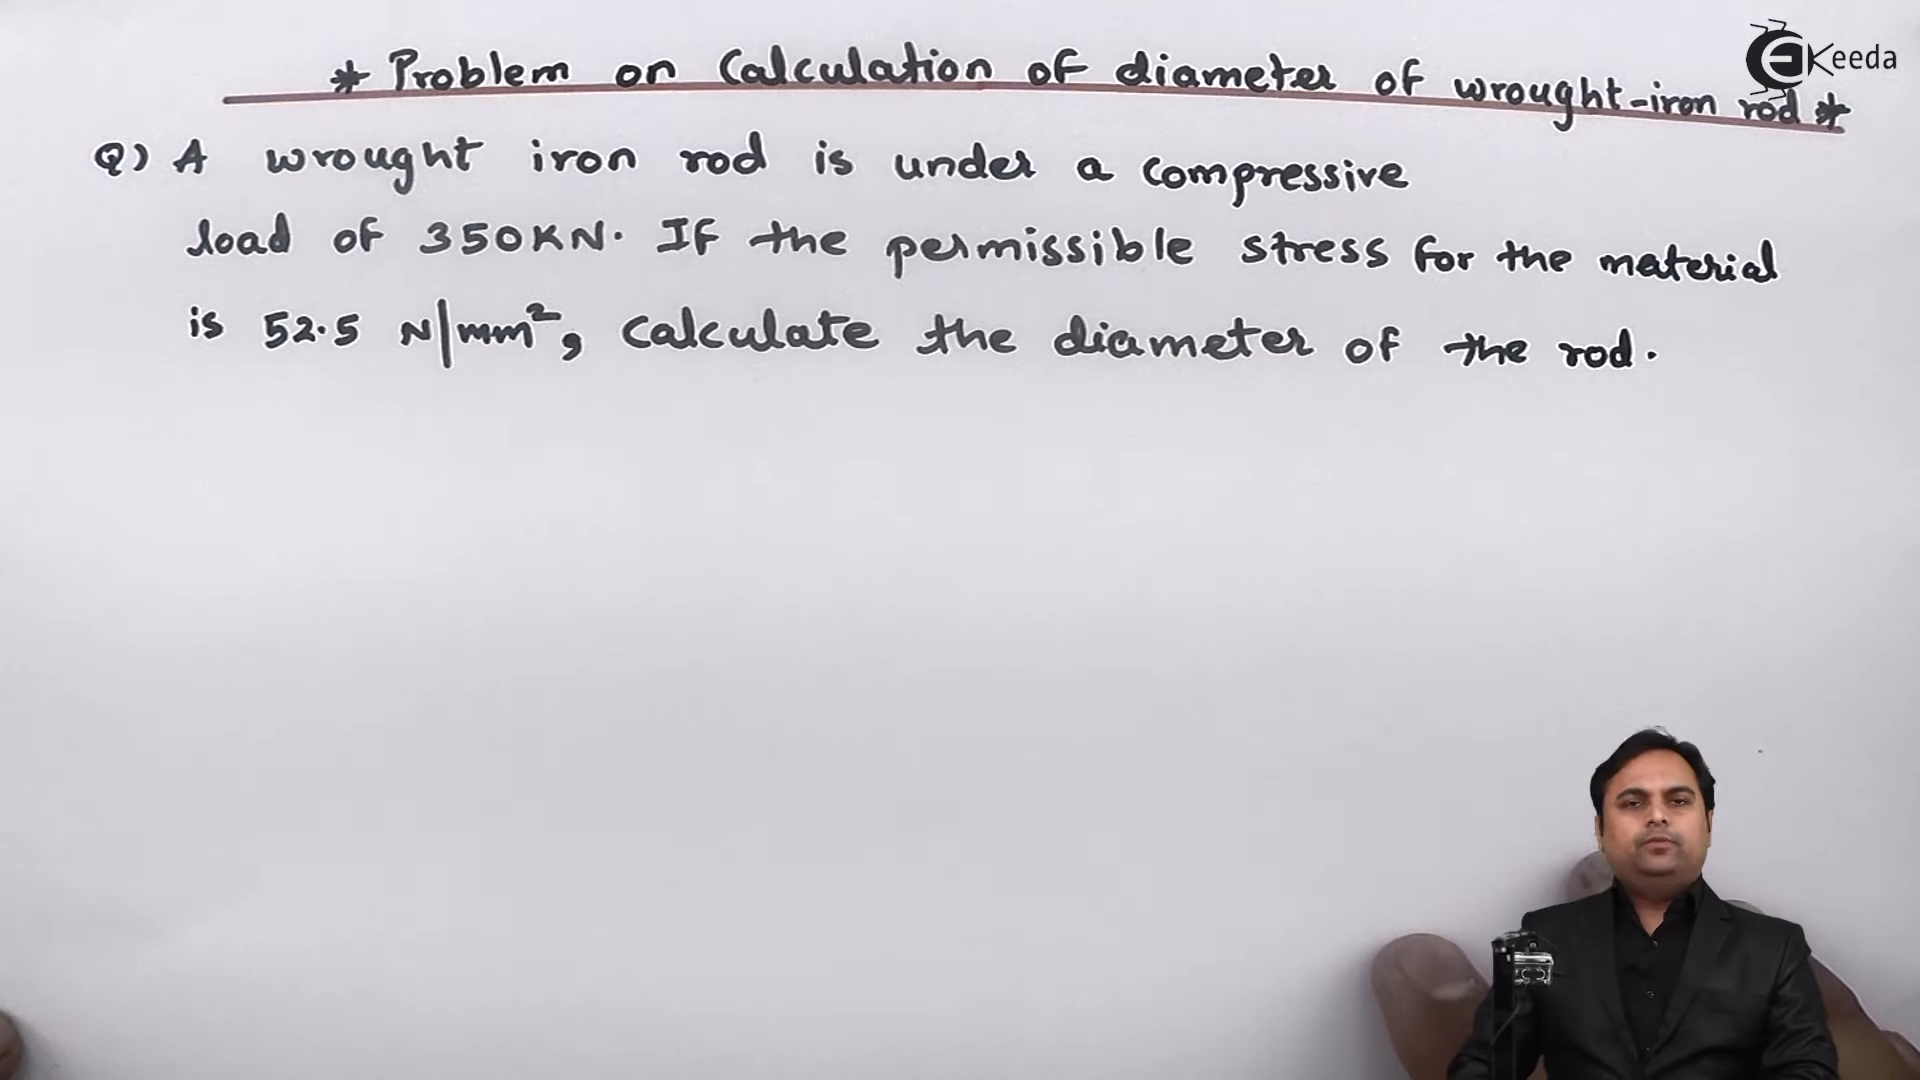 * Problem on Calculation of diameter of wrought-iron rod *
EKeeda
Q) A wrought iron rod is under a compressive
load of 350KN. If the permissible stress for the material
is 52.5 N/mm², Calculate the diameter of the rod.